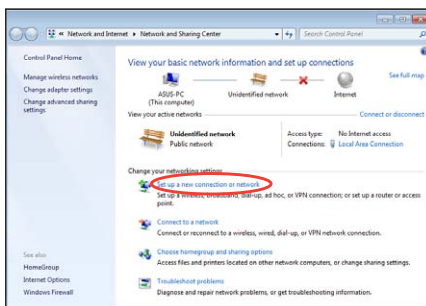 « Network and Internet ▸ Network and Sharing Center
Search Control Panel
Control Panel Home
Manage wireless networks
Change adapter settings
Change advanced sharing
settings
See also
HomeGroup
Internet Options
Windows Firewall
View your basic network information and set up connections
See full map
ASUS-PC
(This computer)
Unidentified network
Internet
View your active networks
Connect or disconnect
Unidentified network
Public network
Access type: No Internet access
Connections: Local Area Connection
Change your networking settings
Set up a new connection or network
Set up a wireless, broadband, dial-up, ad hoc, or VPN connection; or set up a router or access
point.
Connect to a network
Connect or reconnect to a wireless, wired, dial-up, or VPN network connection.
Choose homegroup and sharing options
Access files and printers located on other network computers, or change sharing settings.
Troubleshoot problems
Diagnose and repair network problems, or get troubleshooting information.